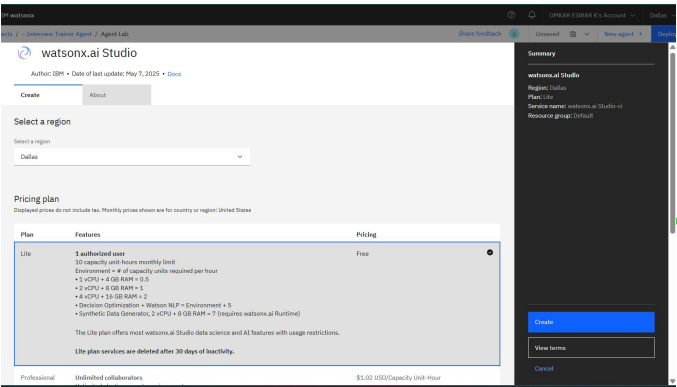 IBM watsonx
OMKAR ESWAR K's Account
Dallas
/ - Interview Trainer Agent / Agent Lab
Share feedback
Unsaved
New agent +
watsonx.ai Studio
Author: IBM • Date of last update: May 7, 2025 • Docs
Create
About
Select a region
Select a region
Dallas
Pricing plan
Displayed prices do not include tax. Monthly prices shown are for country or region: United States
Plan Features Pricing
Lite 1 authorized user Free
10 capacity unit-hours monthly limit
Environment = # of capacity units required per hour
• 1 vCPU + 4 GB RAM = 0.5
• 2 vCPU + 8 GB RAM = 1
• 4 vCPU + 16 GB RAM = 2
• Decision Optimization + Watson NLP = Environment + 5
• Synthetic Data Generator, 2 vCPU + 8 GB RAM = 7 (requires watsonx.ai Runtime)
The Lite plan offers most watsonx.ai Studio data science and AI features with usage restrictions.
Lite plan services are deleted after 30 days of inactivity.
Professional Unlimited collaborators $1.02 USD/Capacity Unit-Hour
Summary
watsonx.ai Studio
Region: Dallas
Plan: Lite
Service name: watsonx.ai Studio-ci
Resource group: Default
Create
View terms
Cancel